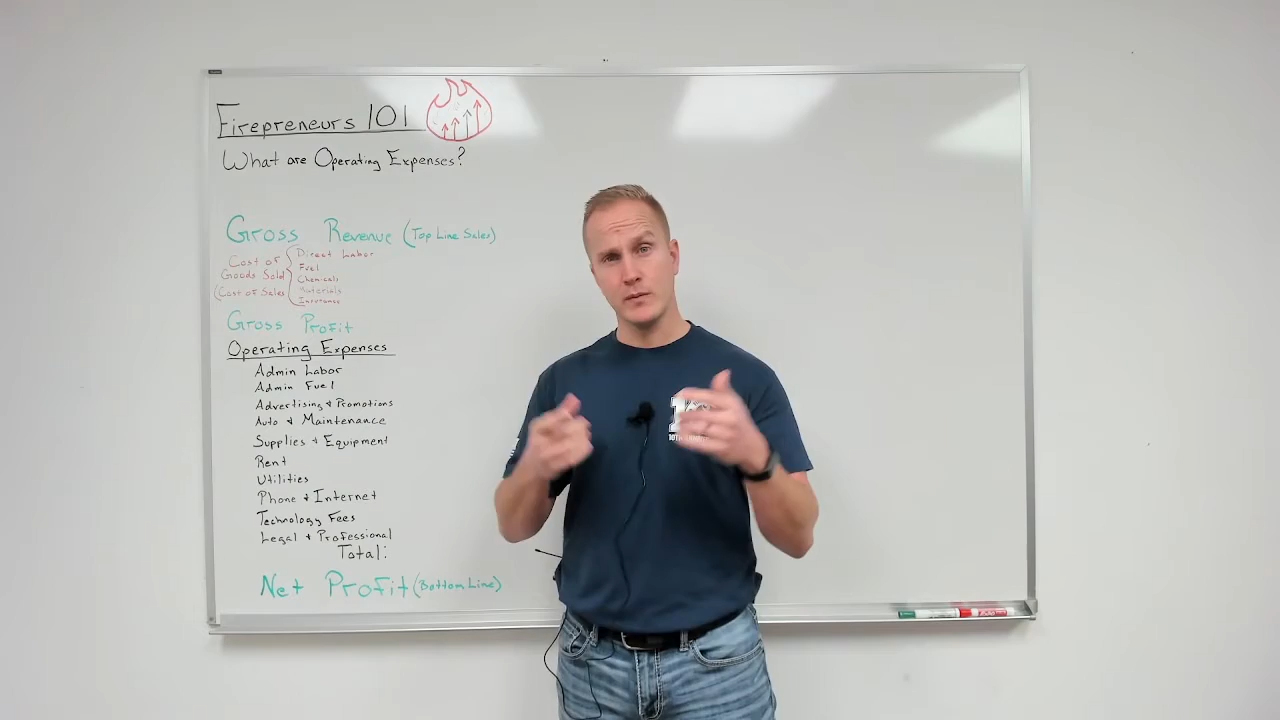 Firepreneurs 101
What are Operating Expenses?
Gross Revenue (Top Line Sales)
Cost of
Goods Sold
(Cost of Sales
Direct Labor
Fuel
Chemicals
Materials
Insurance
Gross Profit
Operating Expenses
Admin Labor
Admin Fuel
Advertising & Promotions
Auto & Maintenance
Supplies & Equipment
Rent
Utilities
Phone & Internet
Technology Fees
Legal & Professional
Total:
Net Profit (Bottom Line)